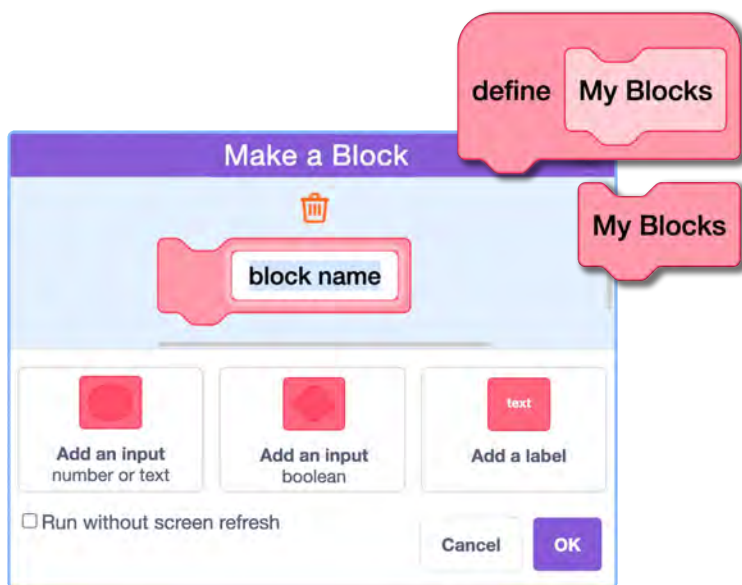 define My Blocks
Make a Block
My Blocks
block name
text
Add an input
number or text
Add an input
boolean
Add a label
Run without screen refresh
Cancel
OK